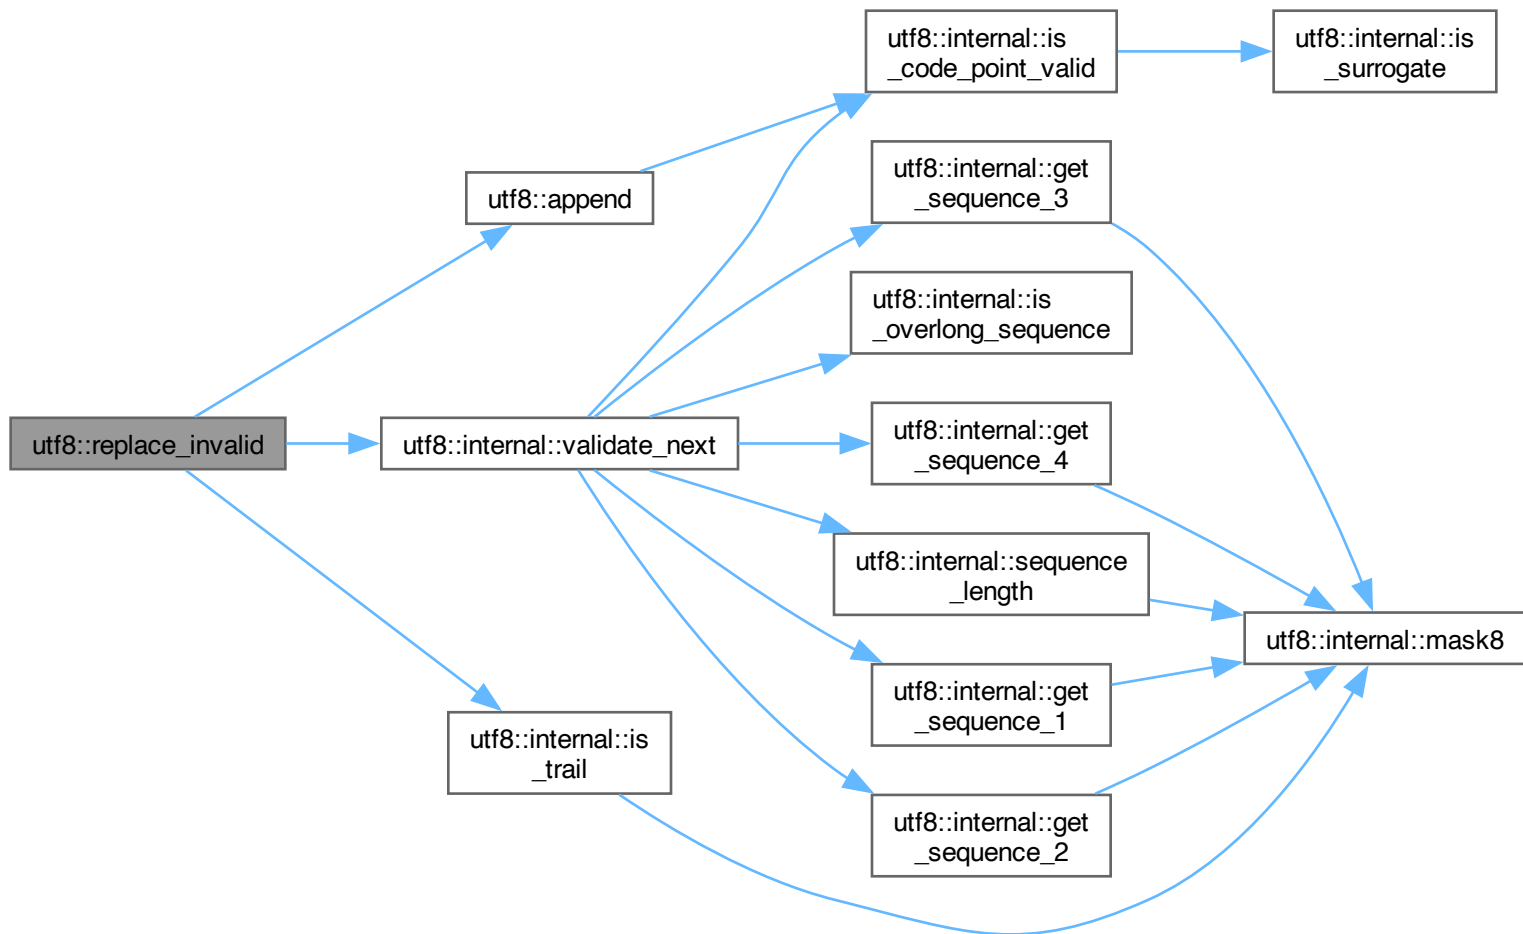 utf8::internal::is
_code_point_valid
utf8::internal::is
_surrogate
utf8::internal::get
_sequence_3
utf8::append
utf8::internal::is
_overlong_sequence
utf8::replace_invalid
utf8::internal::validate_next
utf8::internal::get
_sequence_4
utf8::internal::sequence
_length
utf8::internal::mask8
utf8::internal::get
_sequence_1
utf8::internal::is
_trail
utf8::internal::get
_sequence_2